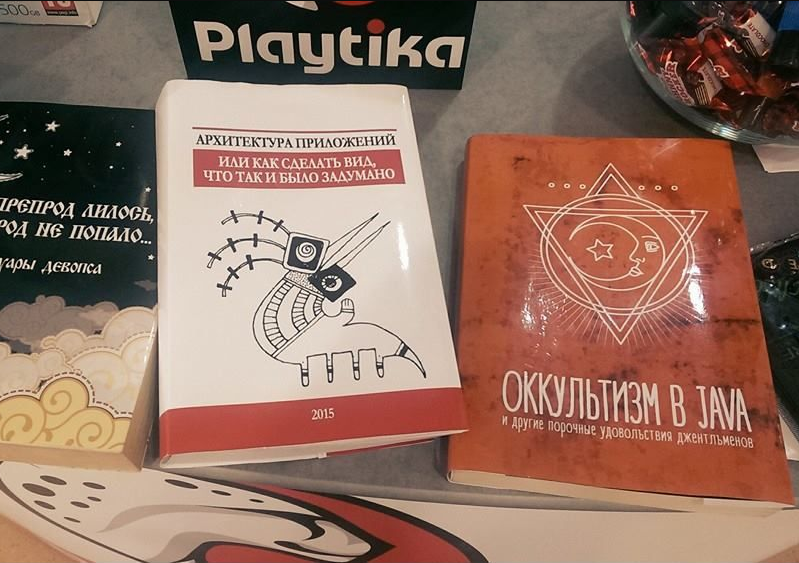 500GB
Playtika
ПРЕПРОД ЛИЛОСЬ,
РОД НЕ ПОПАЛО...
УАРЫ ДЕВОПСА
АРХИТЕКТУРА ПРИЛОЖЕНИЙ
ИЛИ КАК СДЕЛАТЬ ВИД,
ЧТО ТАК И БЫЛО ЗАДУМАНО
2015
ОККУЛЬТИЗМ В JAVA
и другие порочные удовольствия джентльменов